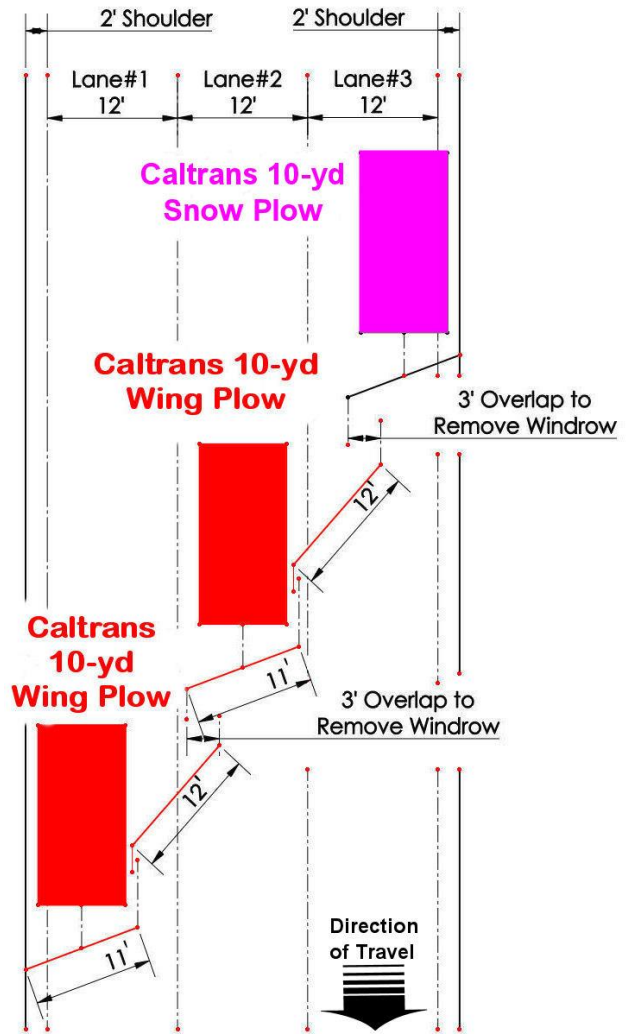 2' Shoulder
2' Shoulder
Lane#1
12'
Lane#2
12'
Lane#3
12'
Caltrans 10-yd
Snow Plow
Caltrans 10-yd
Wing Plow
3' Overlap to
Remove Windrow
12'
Caltrans
10-yd
Wing Plow
11'
3' Overlap to
Remove Windrow
12'
11'
Direction
of Travel